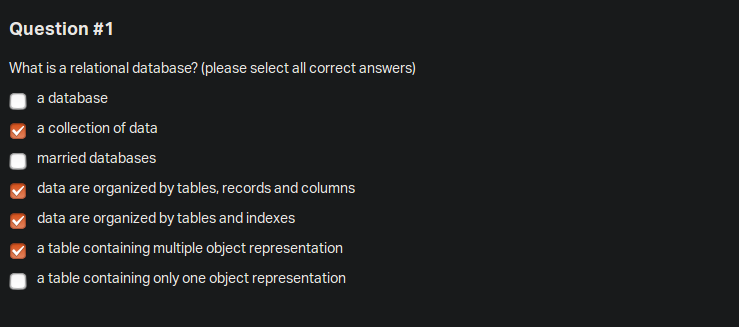 Question #1
What is a relational database? (please select all correct answers)
a database
a collection of data
married databases
data are organized by tables, records and columns
data are organized by tables and indexes
a table containing multiple object representation
a table containing only one object representation